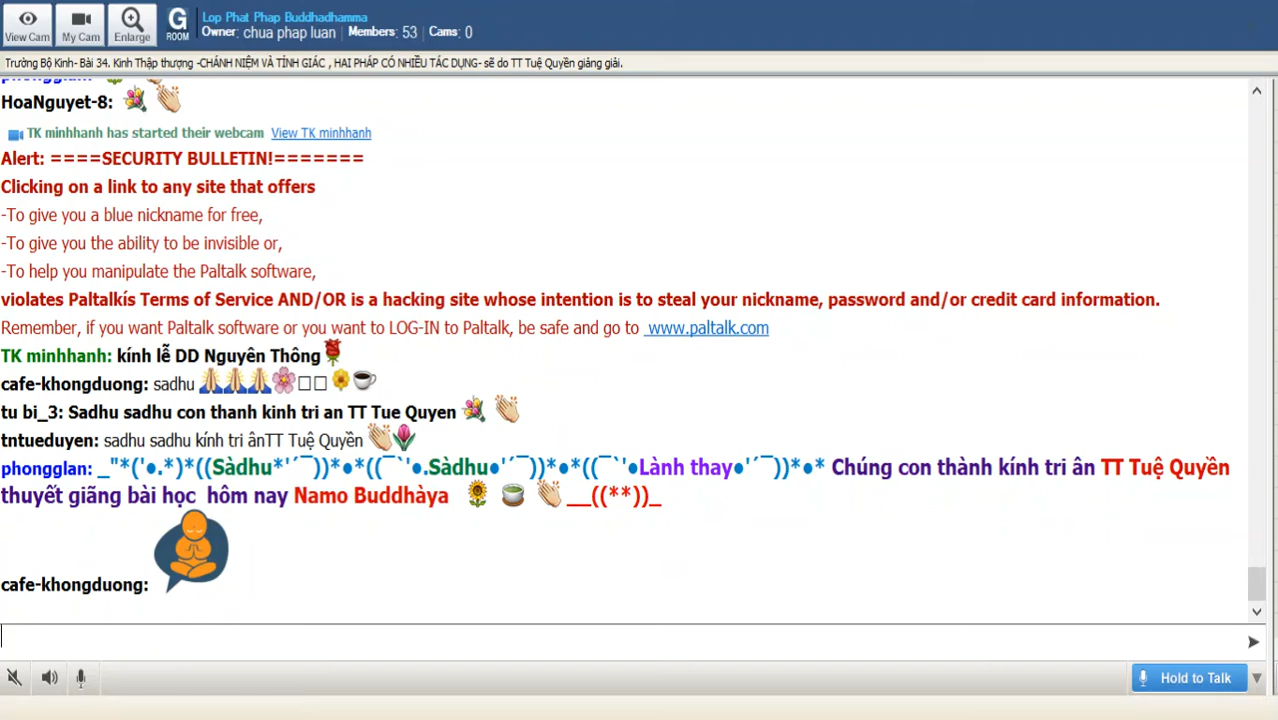 View Cam
My Cam
Enlarge
G
ROOM
Lop Phat Phap Buddhadhamma
Owner: chua phap luan Members: 53 Cams: 0
Trường Bộ Kinh- Bài 34. Kinh Thập thượng -CHÁNH NIỆM VÀ TỈNH GIÁC , HAI PHÁP CÓ NHIỀU TÁC DỤNG- sẽ do TT Tuệ Quyền giảng giải.
HoaNguyet-8:
TK minhhanh has started their webcam View TK minhhanh
Alert: ====SECURITY BULLETIN!=======
Clicking on a link to any site that offers
-To give you a blue nickname for free,
-To give you the ability to be invisible or,
-To help you manipulate the Paltalk software,
violates Paltalkís Terms of Service AND/OR is a hacking site whose intention is to steal your nickname, password and/or credit card information.
Remember, if you want Paltalk software or you want to LOG-IN to Paltalk, be safe and go to www.paltalk.com
TK minhhanh: kính lễ DD Nguyên Thông
cafe-khongduong: sadhu
tu bi_3: Sadhu sadhu con thanh kinh tri an TT Tue Quyen
tntueduyen: sadhu sadhu kính tri ânTT Tuệ Quyền
phongglan: _"*('●.*)*((Sàdhu*'´¯))*●*((¯`'●.Sàdhu●'´¯))*●*((¯`'●Lành thay●'´¯))*●* Chúng con thành kính tri ân TT Tuệ Quyền
thuyết giãng bài học hôm nay Namo Buddhàya __((**))_
cafe-khongduong:
Hold to Talk